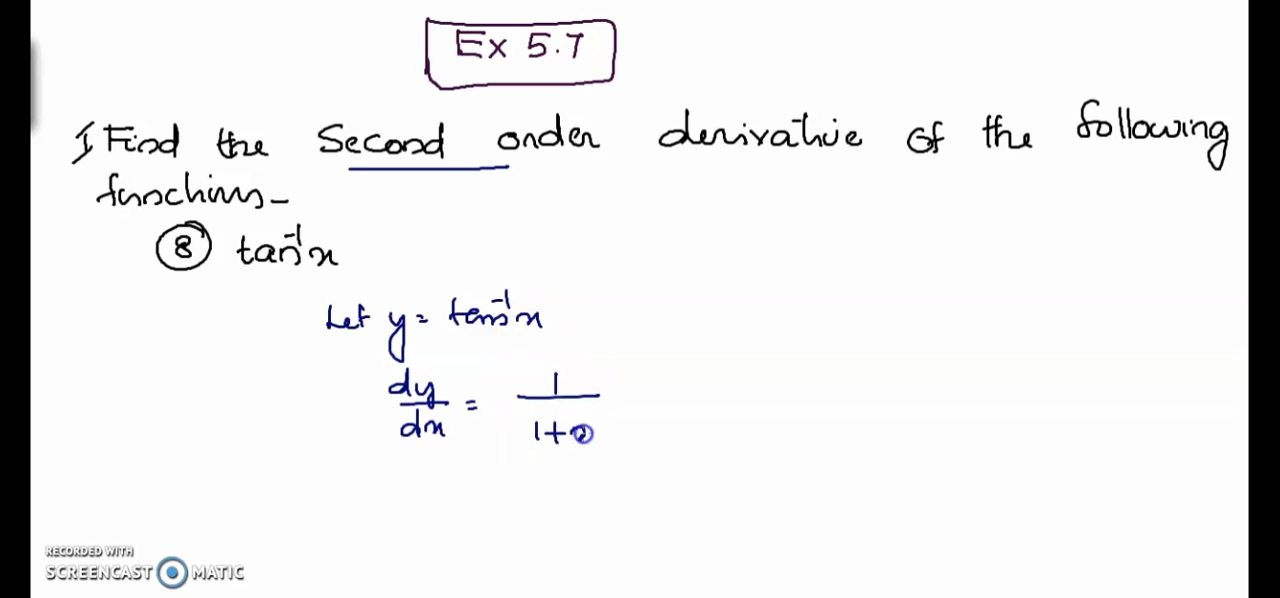 Ex 5.7
I Find the Second order derivative of the following
functions-
⑧ tan⁻¹x
Let y = tan⁻¹x
dy/dx = 1/(1+
RECORDED WITH
SCREENCAST MATIC